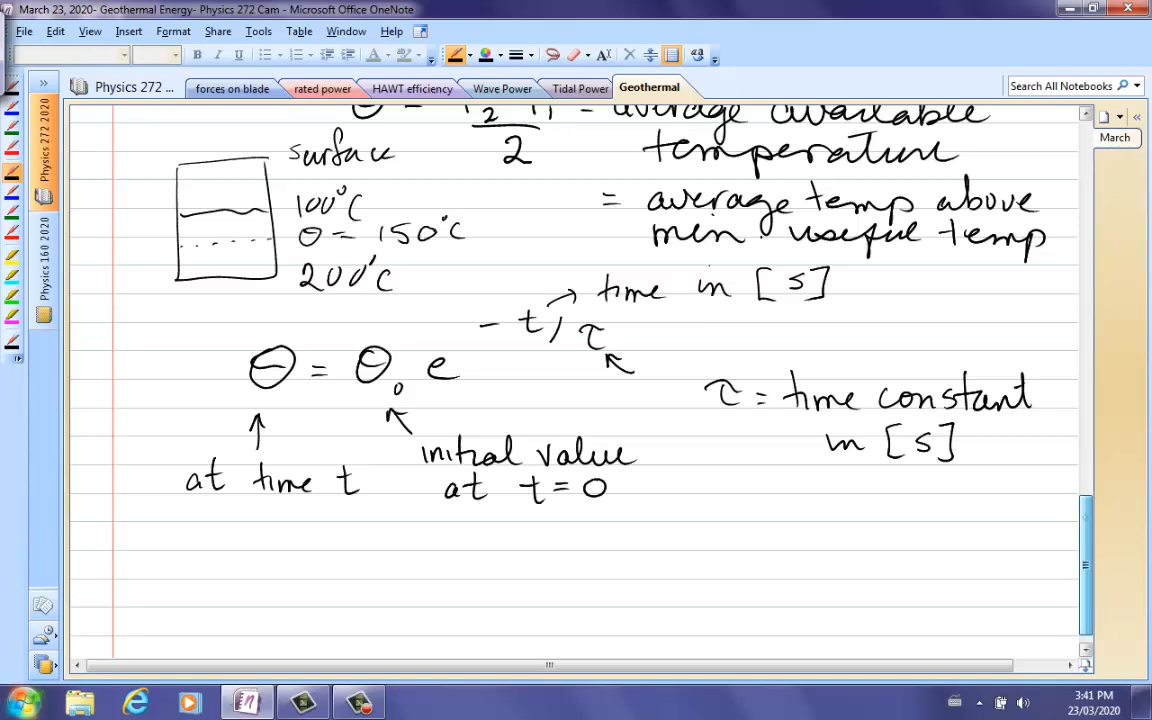 March 23, 2020- Geothermal Energy- Physics 272 Cam - Microsoft Office OneNote
File Edit View Insert Format Share Tools Table Window Help
Physics 272 ... forces on blade rated power HAWT efficiency Wave Power Tidal Power Geothermal Search All Notebooks
March
Physics 272 2020
Physics 160 2020
= average available
2 temperature
surface
100°C = average temp above
θ = 150°C min. useful temp
200°C
time in [s]
θ = θ₀ e^(-t/τ)
τ = time constant
in [s]
initial value
at time t at t = 0
3:41 PM
23/03/2020